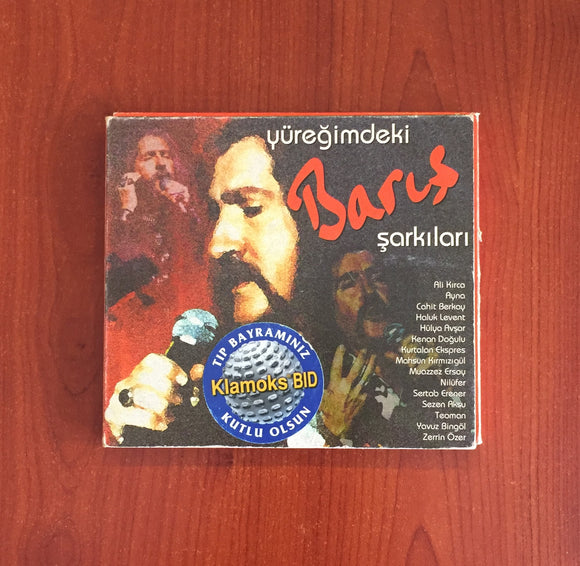 yüreğimdeki
Barış
şarkıları
Ali Kırca
Ayna
Cahit Berkay
Haluk Levent
Hülya Avşar
Kenan Doğulu
Kurtalan Ekspres
Mahsun Kırmızıgül
Muazzez Ersoy
Nilüfer
Sertab Erener
Sezen Aksu
Teoman
Yavuz Bingöl
Zerrin Özer
TIP BAYRAMINIZ
Klamoks BID
KUTLU OLSUN